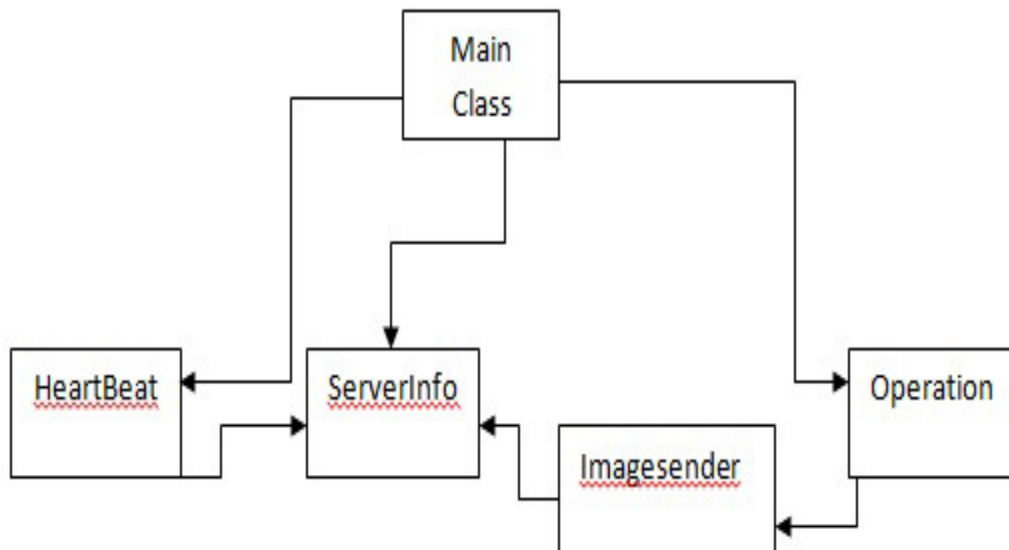 Main
Class
HeartBeat
ServerInfo
Operation
Imagesender